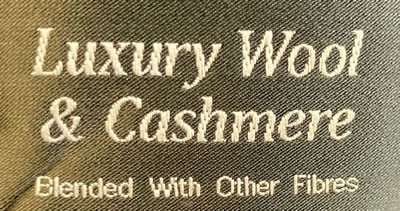 Luxury Wool
& Cashmere
Blended With Other Fibres